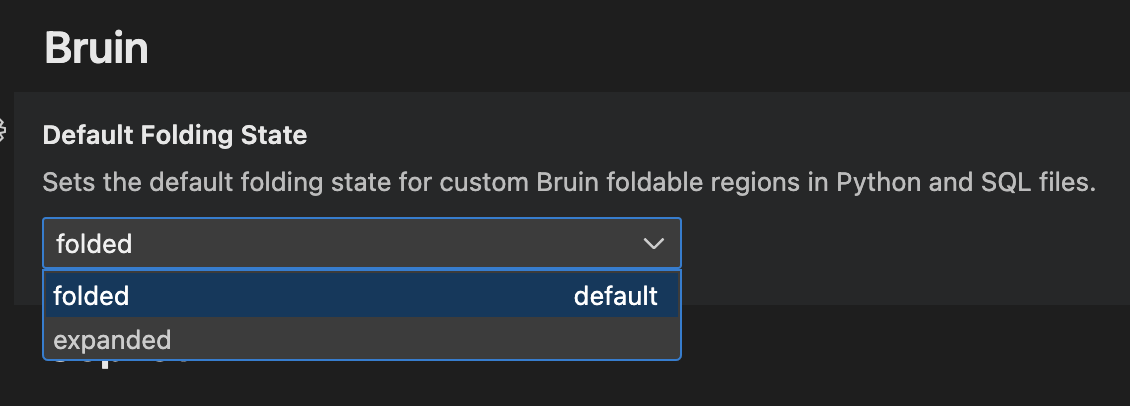 Bruin
Default Folding State
Sets the default folding state for custom Bruin foldable regions in Python and SQL files.
folded
folded default
expanded